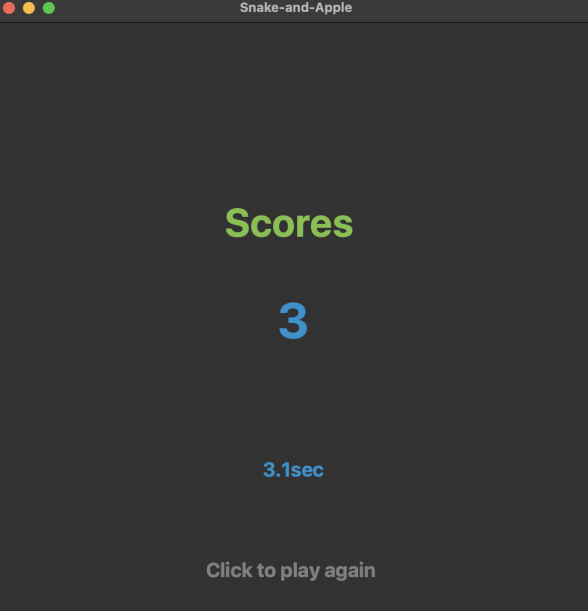 Snake-and-Apple
Scores
3
3.1sec
Click to play again